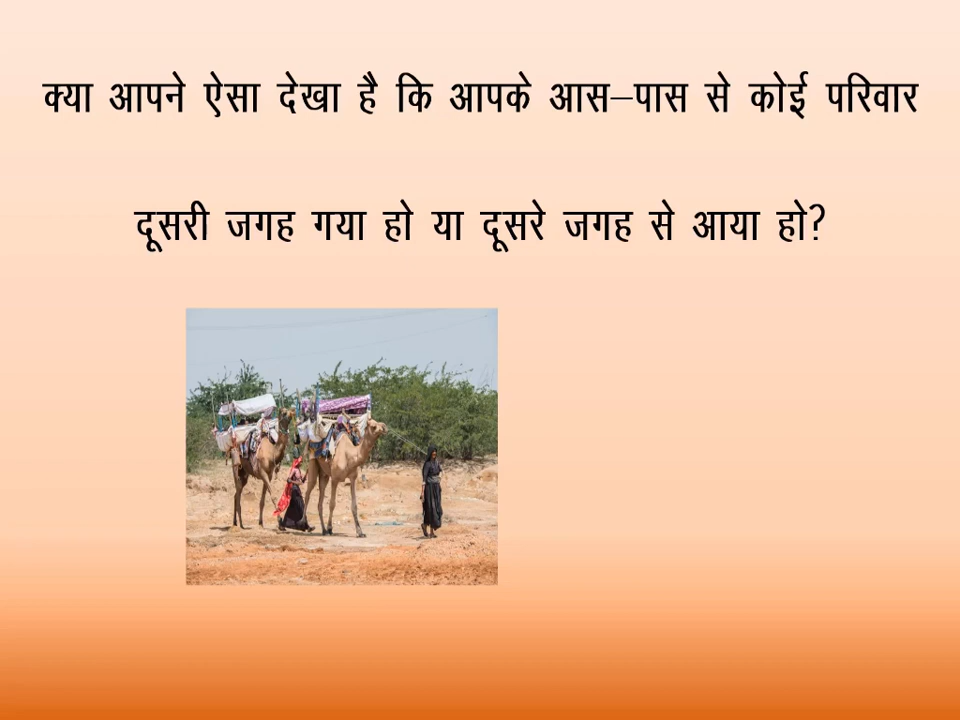 क्या आपने ऐसा देखा है कि आपके आस–पास से कोई परिवार
दूसरी जगह गया हो या दूसरे जगह से आया हो?